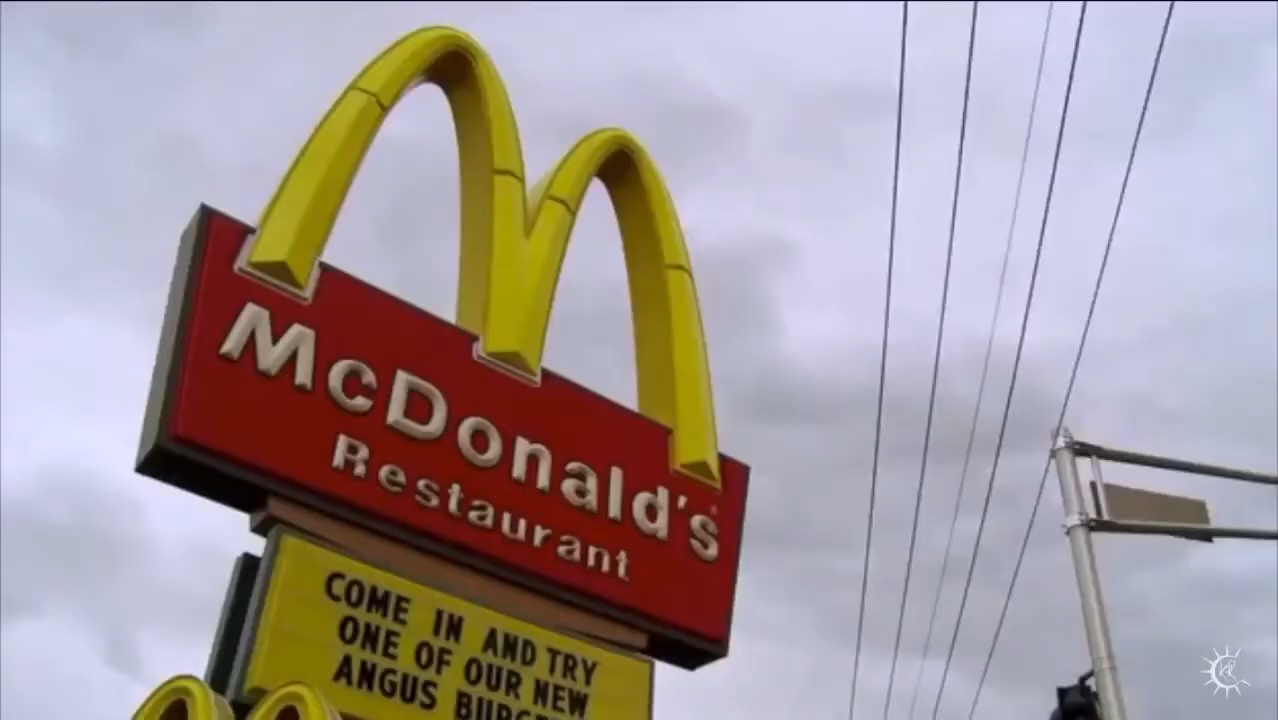 McDonald's
Restaurant
COME IN AND TRY
ONE OF OUR NEW
ANGUS